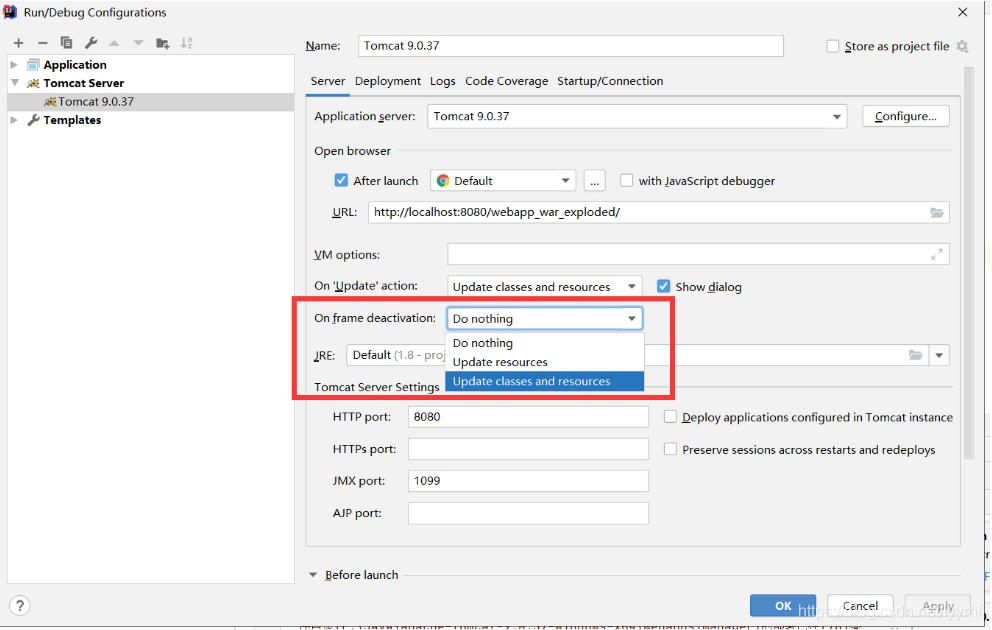 Run/Debug Configurations
Name: Tomcat 9.0.37 Store as project file
Application
Tomcat Server
Tomcat 9.0.37
Templates
Server Deployment Logs Code Coverage Startup/Connection
Application server: Tomcat 9.0.37 Configure...
Open browser
After launch Default ... with JavaScript debugger
URL: http://localhost:8080/webapp_war_exploded/
VM options:
On 'Update' action: Update classes and resources Show dialog
On frame deactivation: Do nothing
Do nothing
JRE: Default (1.8 - proj
Update resources
Update classes and resources
Tomcat Server Settings
HTTP port: 8080 Deploy applications configured in Tomcat instance
HTTPs port: Preserve sessions across restarts and redeploys
JMX port: 1099
AJP port:
Before launch
? OK Cancel Apply